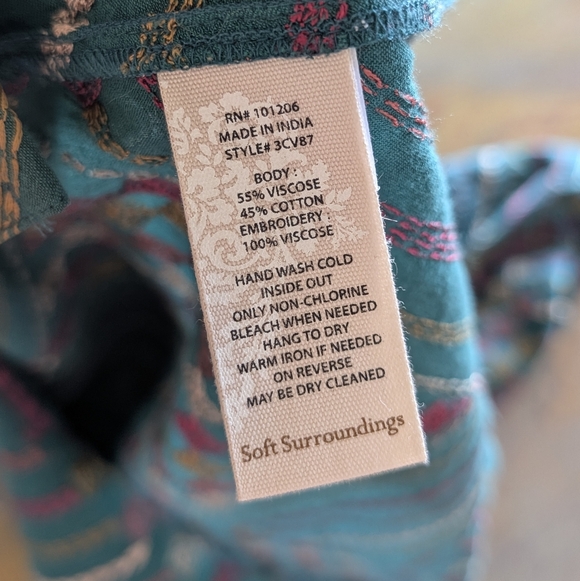 RN# 101206
MADE IN INDIA
STYLE# 3CV87
BODY :
55% VISCOSE
45% COTTON
EMBROIDERY :
100% VISCOSE
HAND WASH COLD
INSIDE OUT
ONLY NON-CHLORINE
BLEACH WHEN NEEDED
HANG TO DRY
WARM IRON IF NEEDED
ON REVERSE
MAY BE DRY CLEANED
Soft Surroundings